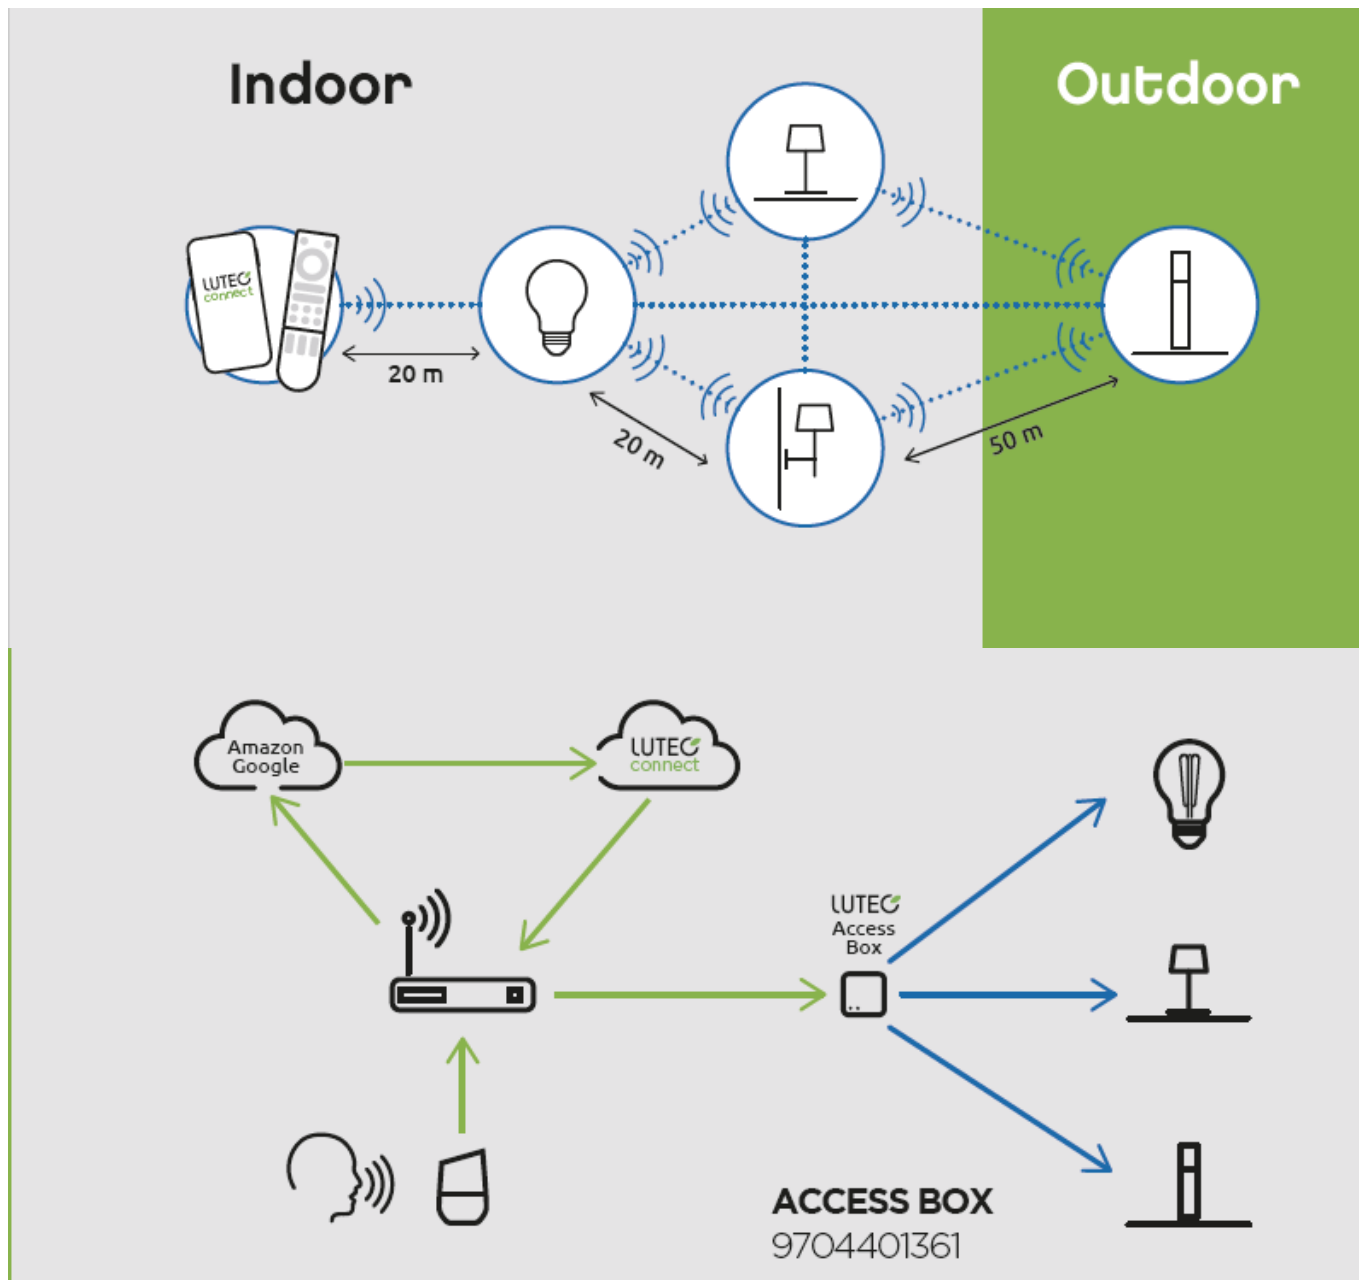 Indoor
Outdoor
LUTEC
connect
20 m
20 m
50 m
Amazon
Google
LUTEC
connect
LUTEC
Access
Box
ACCESS BOX
9704401361